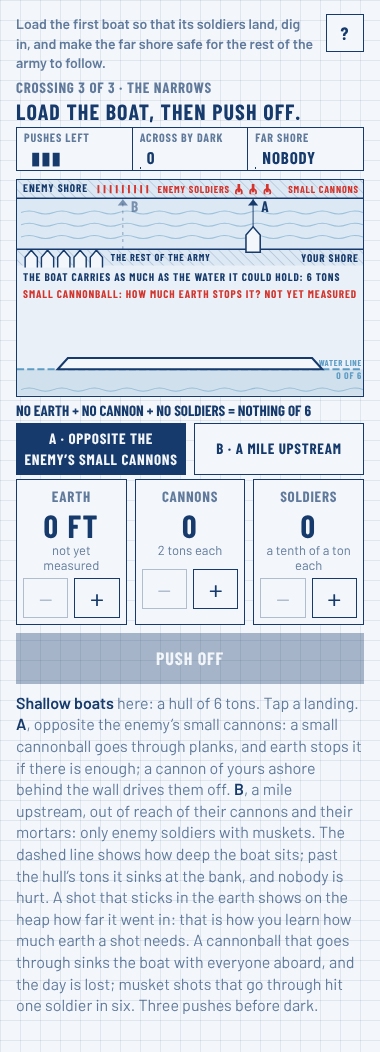 Load the first boat so that its soldiers land, dig
in, and make the far shore safe for the rest of the
army to follow.
?
CROSSING 3 OF 3 · THE NARROWS
LOAD THE BOAT, THEN PUSH OFF.
PUSHES LEFT
ACROSS BY DARK
0
FAR SHORE
NOBODY
ENEMY SHORE
ENEMY SOLDIERS
SMALL CANNONS
B
A
THE REST OF THE ARMY
YOUR SHORE
THE BOAT CARRIES AS MUCH AS THE WATER IT COULD HOLD: 6 TONS
SMALL CANNONBALL: HOW MUCH EARTH STOPS IT? NOT YET MEASURED
WATER LINE
0 OF 6
NO EARTH + NO CANNON + NO SOLDIERS = NOTHING OF 6
A · OPPOSITE THE
ENEMY'S SMALL CANNONS
B · A MILE UPSTREAM
EARTH
0 FT
not yet
measured
− +
CANNONS
0
2 tons each
− +
SOLDIERS
0
a tenth of a ton
each
− +
PUSH OFF
Shallow boats here: a hull of 6 tons. Tap a landing.
A, opposite the enemy's small cannons: a small
cannonball goes through planks, and earth stops it
if there is enough; a cannon of yours ashore
behind the wall drives them off. B, a mile
upstream, out of reach of their cannons and their
mortars: only enemy soldiers with muskets. The
dashed line shows how deep the boat sits; past
the hull's tons it sinks at the bank, and nobody is
hurt. A shot that sticks in the earth shows on the
heap how far it went in: that is how you learn how
much earth a shot needs. A cannonball that goes
through sinks the boat with everyone aboard, and
the day is lost; musket shots that go through hit
one soldier in six. Three pushes before dark.